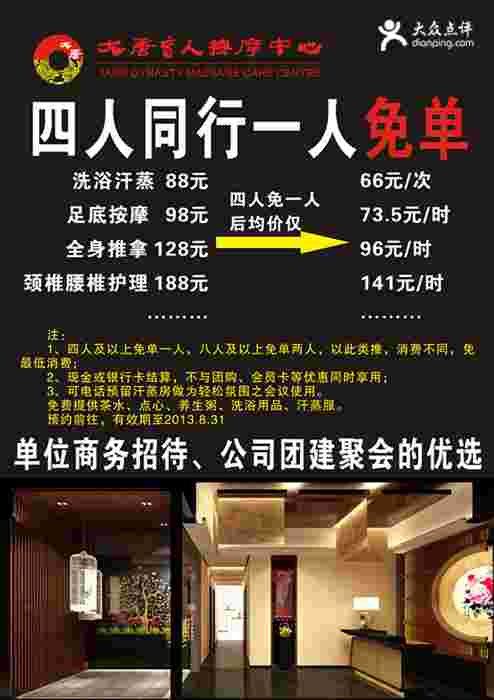 大唐盲人按摩中心
TANG DYNASTY MASSAGE CARE CENTRE
大众点评
dianping.com
四人同行一人免单
洗浴汗蒸 88元
66元/次
足底按摩 98元
四人免一人
后均价仅
73.5元/时
全身推拿 128元
96元/时
颈椎腰椎护理 188元
141元/时
………
………
注:
1、四人及以上免单一人,八人及以上免单两人,以此类推,消费不同,免
最低消费;
2、现金或银行卡结算,不与团购、会员卡等优惠同时享用;
3、可电话预留汗蒸房做为轻松氛围之会议使用。
免费提供茶水、点心、养生粥、洗浴用品、汗蒸服。
预约前往,有效期至2013.8.31
单位商务招待、公司团建聚会的优选